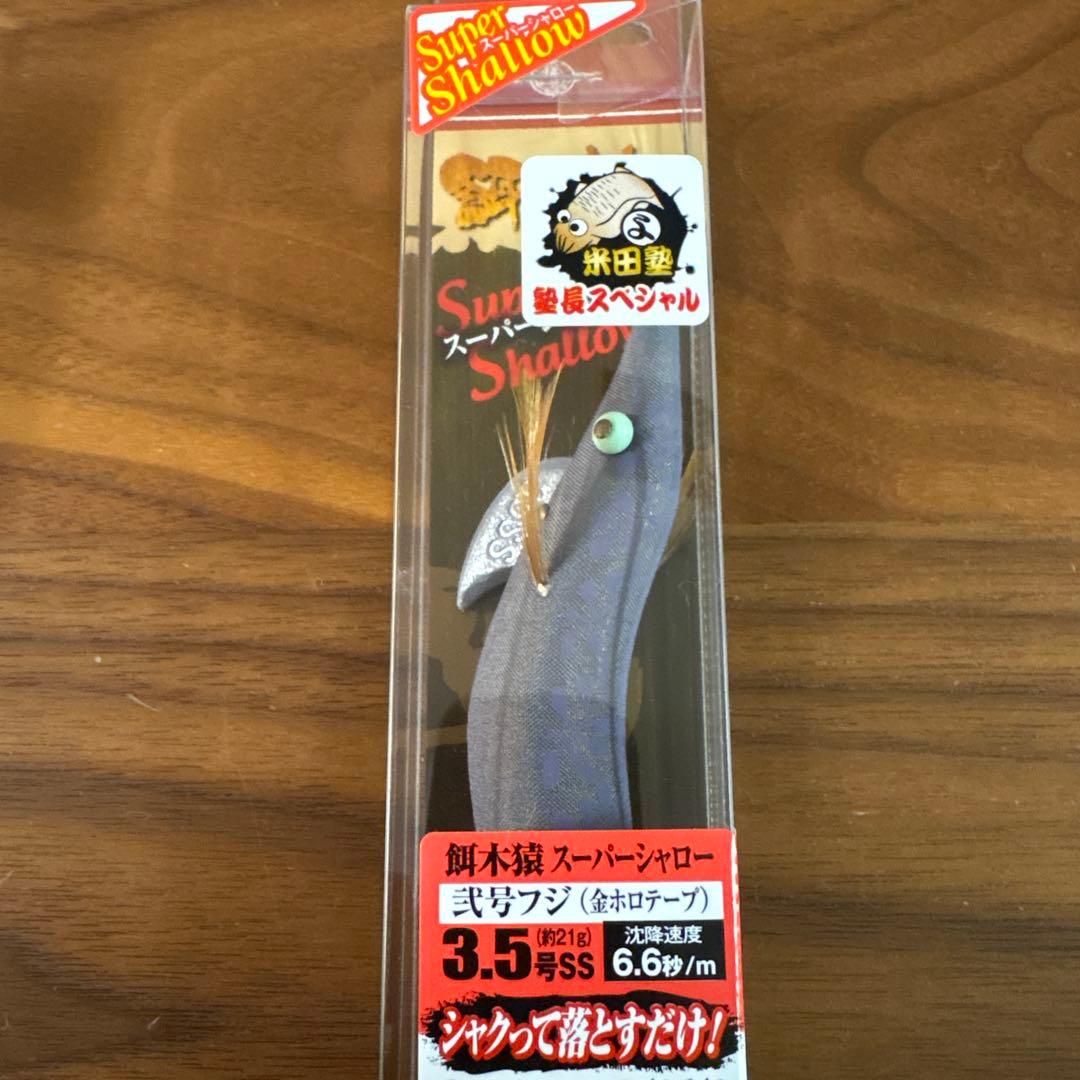 Super
スーパーシャロー
Shallow
よ
米田塾
塾長スペシャル
Sup
スーパー
Shallow
餌木猿 スーパーシャロー
弐号フジ(金ホロテープ)
3.5号SS
(約21g)
沈降速度
6.6秒/m
シャクって落とすだけ!